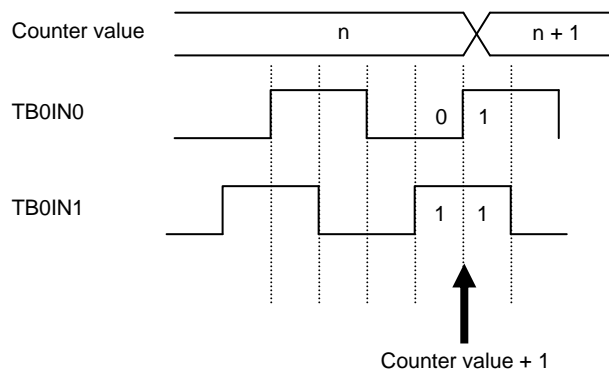 Counter value
n
n + 1
TB0IN0
0 1
TB0IN1
1 1
Counter value + 1